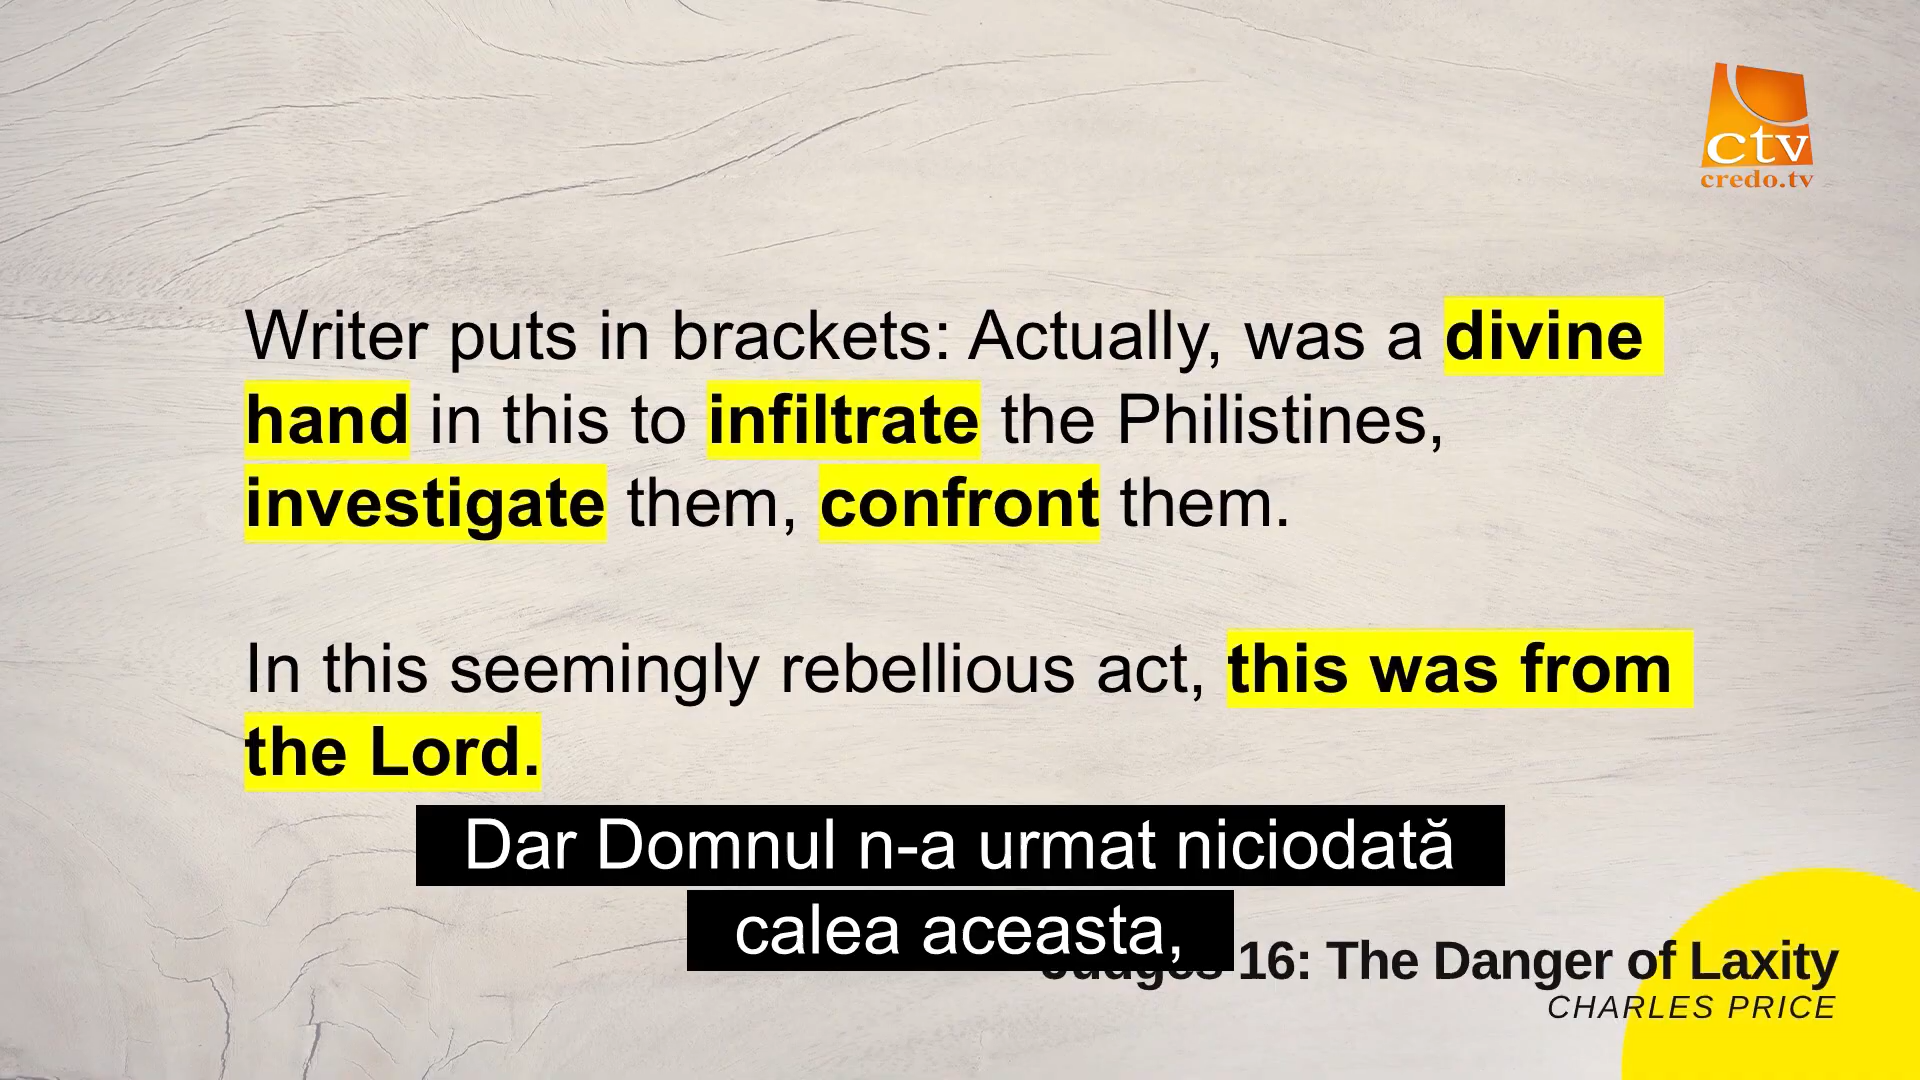 ctv
credo.tv
Writer puts in brackets: Actually, was a divine
hand in this to infiltrate the Philistines,
investigate them, confront them.
In this seemingly rebellious act, this was from
the Lord.
Dar Domnul n-a urmat niciodată
calea aceasta,
16: The Danger of Laxity
CHARLES PRICE